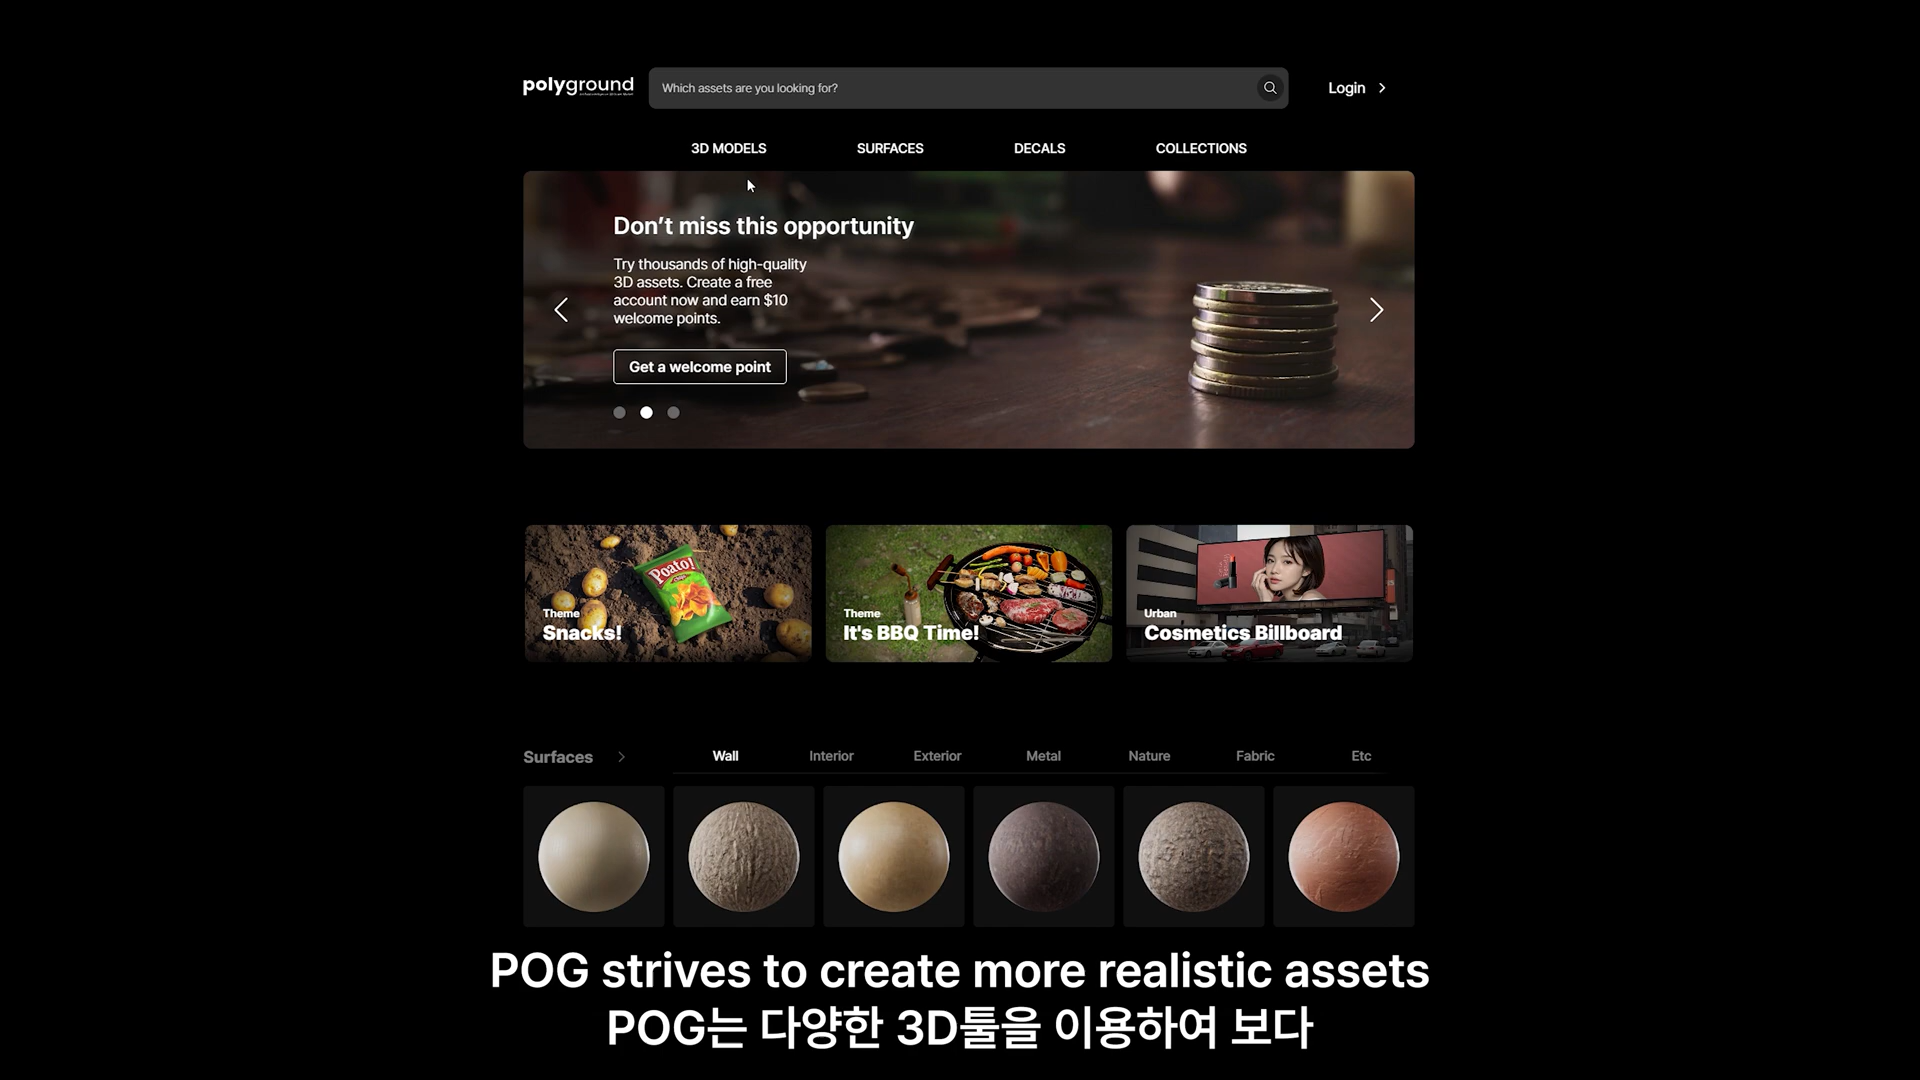 polyground
Which assets are you looking for?
Login
3D MODELS
SURFACES
DECALS
COLLECTIONS
Don’t miss this opportunity
Try thousands of high-quality
3D assets. Create a free
account now and earn $10
welcome points.
Get a welcome point
Poato!
Chips
Theme
Snacks!
Theme
It's BBQ Time!
Urban
Cosmetics Billboard
Surfaces
Wall
Interior
Exterior
Metal
Nature
Fabric
Etc
POG strives to create more realistic assets
POG는 다양한 3D툴을 이용하여 보다